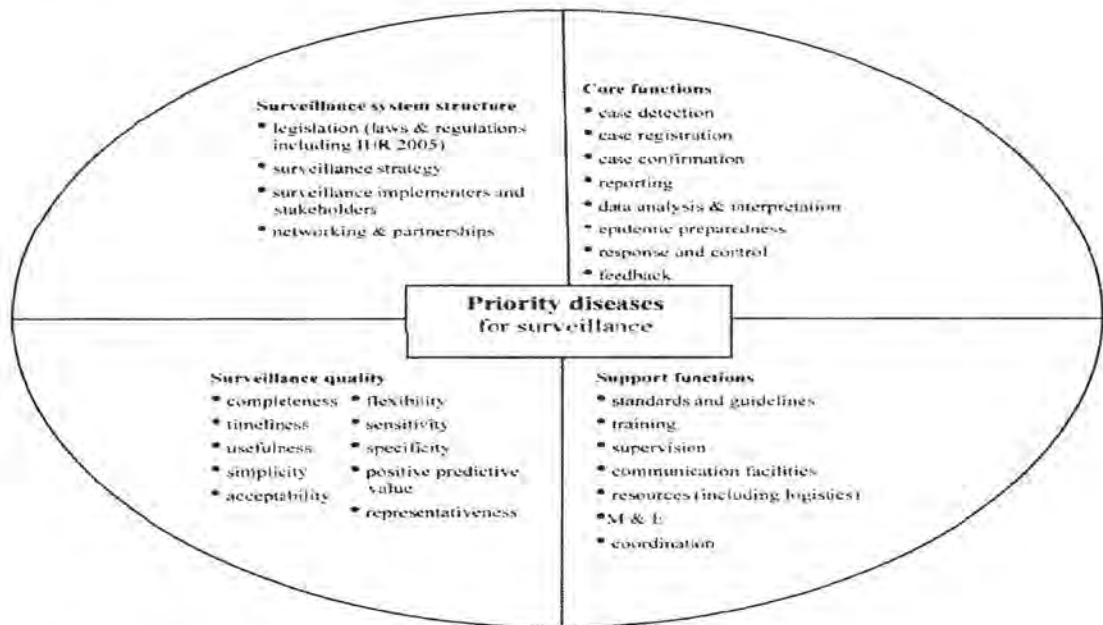 Surveillance system structure
• legislation (laws & regulations
including IHR 2005)
• surveillance strategy
• surveillance implementers and
stakeholders
• networking & partnerships
Core functions
• case detection
• case registration
• case confirmation
• reporting
• data analysis & interpretation
• epidemic preparedness
• response and control
• feedback
Priority diseases
for surveillance
Surveillance quality
• completeness
• timeliness
• usefulness
• simplicity
• acceptability
• flexibility
• sensitivity
• specificity
• positive predictive
value
• representativeness
Support functions
• standards and guidelines
• training
• supervision
• communication facilities
• resources (including logistics)
• M & E
• coordination